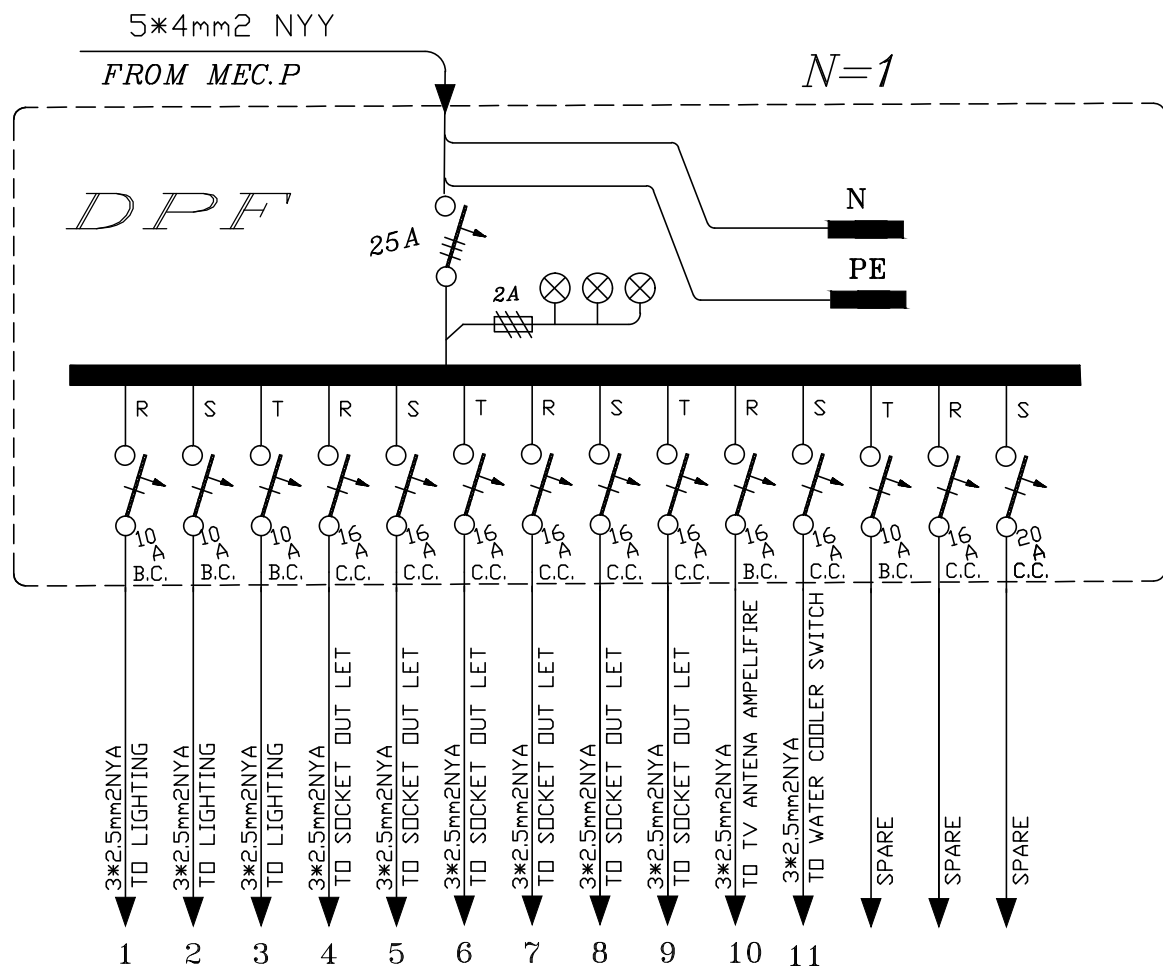 5*4mm2 NYY
FROM MEC.P
N=1
DPF
25A
2A
N
PE
R S T R S T R S T R S T R S
10 A B.C.
10 A B.C.
10 A B.C.
16 A C.C.
16 A C.C.
16 A C.C.
16 A C.C.
16 A C.C.
16 A C.C.
16 A B.C.
16 A C.C.
10 A B.C.
16 A C.C.
20 A C.C.
3*2.5mm2NYA
TO LIGHTING
3*2.5mm2NYA
TO LIGHTING
3*2.5mm2NYA
TO LIGHTING
3*2.5mm2NYA
TO SOCKET OUT LET
3*2.5mm2NYA
TO SOCKET OUT LET
3*2.5mm2NYA
TO SOCKET OUT LET
3*2.5mm2NYA
TO SOCKET OUT LET
3*2.5mm2NYA
TO SOCKET OUT LET
3*2.5mm2NYA
TO SOCKET OUT LET
3*2.5mm2NYA
TO TV ANTENA AMPELIFIRE
3*2.5mm2NYA
TO WATER COOLER SWITCH
SPARE
SPARE
SPARE
1 2 3 4 5 6 7 8 9 10 11